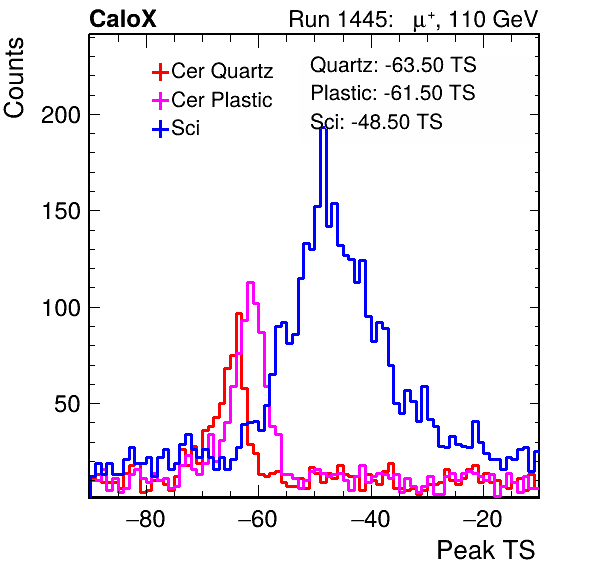 CaloX Run 1445: μ⁺, 110 GeV
Counts
Cer Quartz
Cer Plastic
Sci
Quartz: -63.50 TS
Plastic: -61.50 TS
Sci: -48.50 TS
200
150
100
50
−80 −60 −40 −20
Peak TS